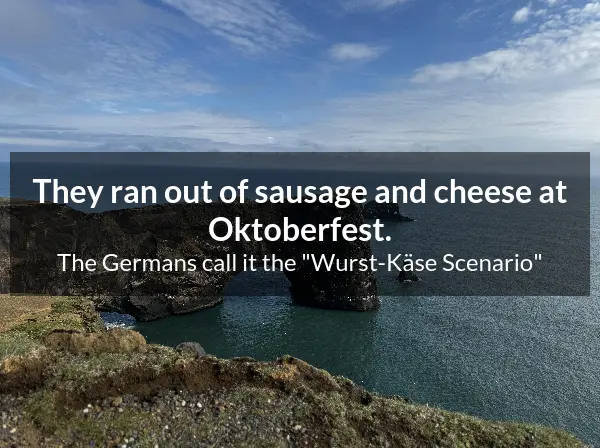 They ran out of sausage and cheese at
Oktoberfest.
The Germans call it the "Wurst-Käse Scenario"